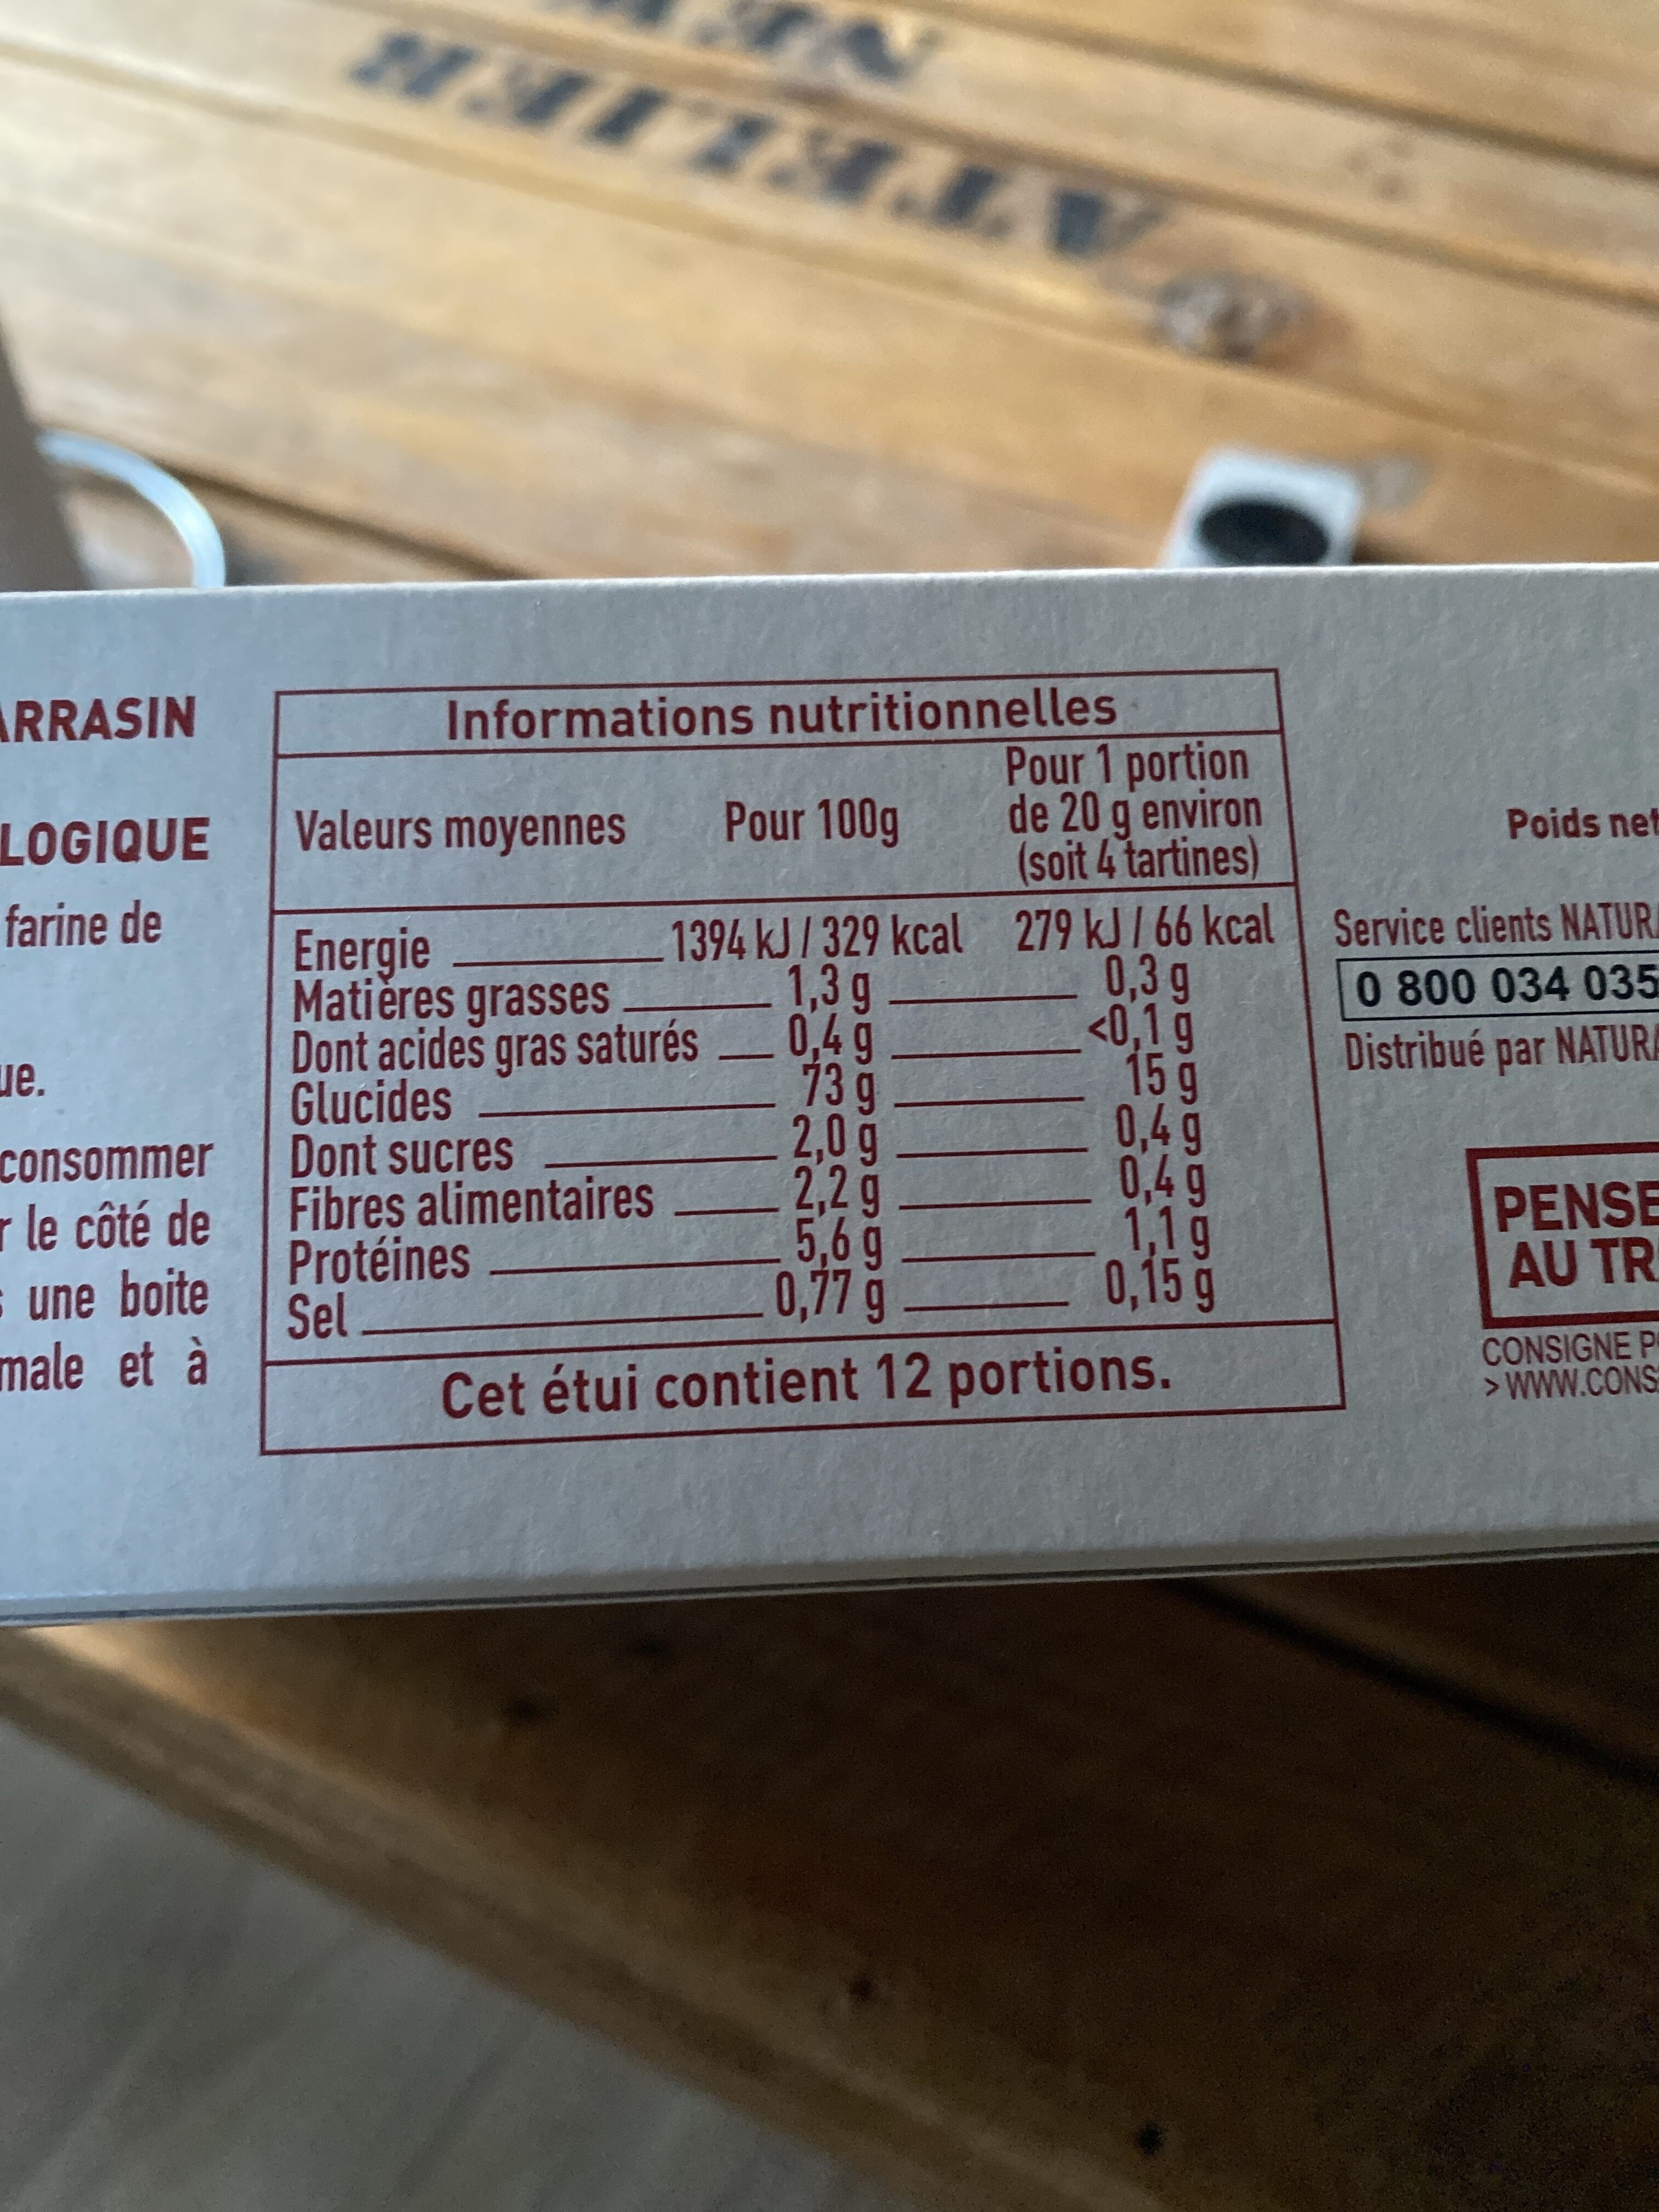 NEW
ATELIER
ARRASIN
LOGIQUE
farine de
ue.
consommer
r le côté de
s une boite
male et à
Informations nutritionnelles
Valeurs moyennes Pour 100g Pour 1 portion
de 20 g environ
(soit 4 tartines)
Energie 1394 kJ / 329 kcal 279 kJ / 66 kcal
Matières grasses 1,3 g 0,3 g
Dont acides gras saturés 0,4 g <0,1 g
Glucides 73 g 15 g
Dont sucres 2,0 g 0,4 g
Fibres alimentaires 2,2 g 0,4 g
Protéines 5,6 g 1,1 g
Sel 0,77 g 0,15 g
Cet étui contient 12 portions.
Poids net
Service clients NATURA
0 800 034 035
Distribué par NATURA
PENSE
AU TR
CONSIGNE P
> WWW.CONS